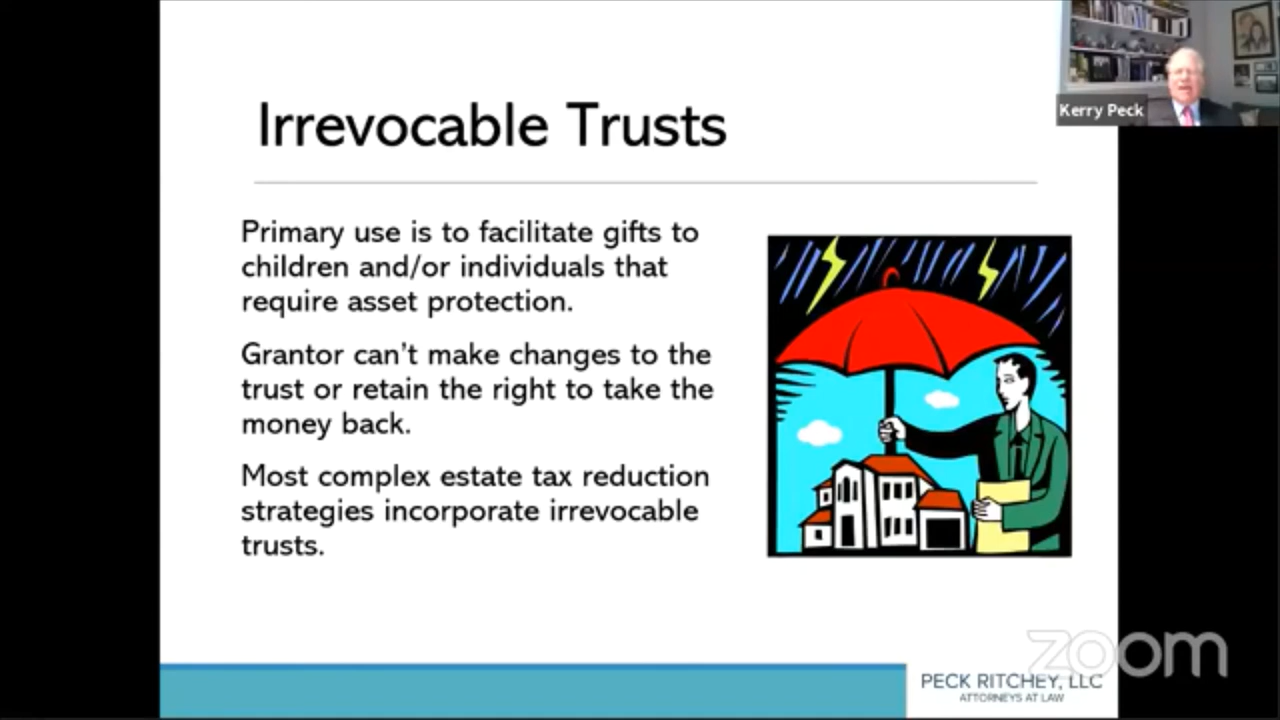 Irrevocable Trusts
Kerry Peck
Primary use is to facilitate gifts to
children and/or individuals that
require asset protection.
Grantor can't make changes to the
trust or retain the right to take the
money back.
Most complex estate tax reduction
strategies incorporate irrevocable
trusts.
zoom
PECK RITCHEY, LLC
ATTORNEYS AT LAW